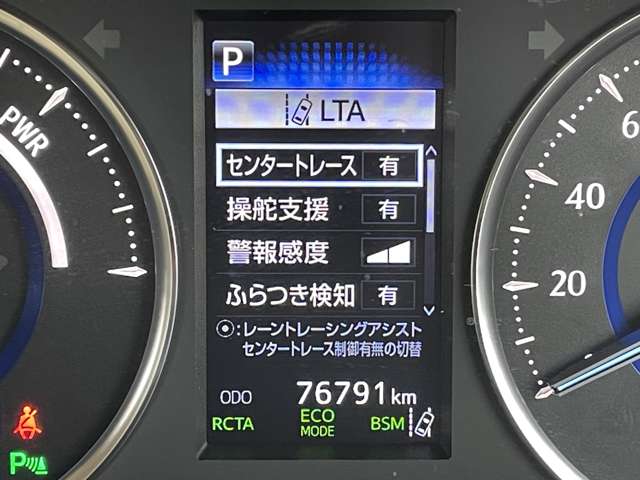 P
LTA
PWR
センタートレース 有
操舵支援 有
警報感度
ふらつき検知 有
⦿:レーントレーシングアシスト
センタートレース制御有無の切替
ODO 76791km
RCTA ECO MODE BSM
6
40
20
P